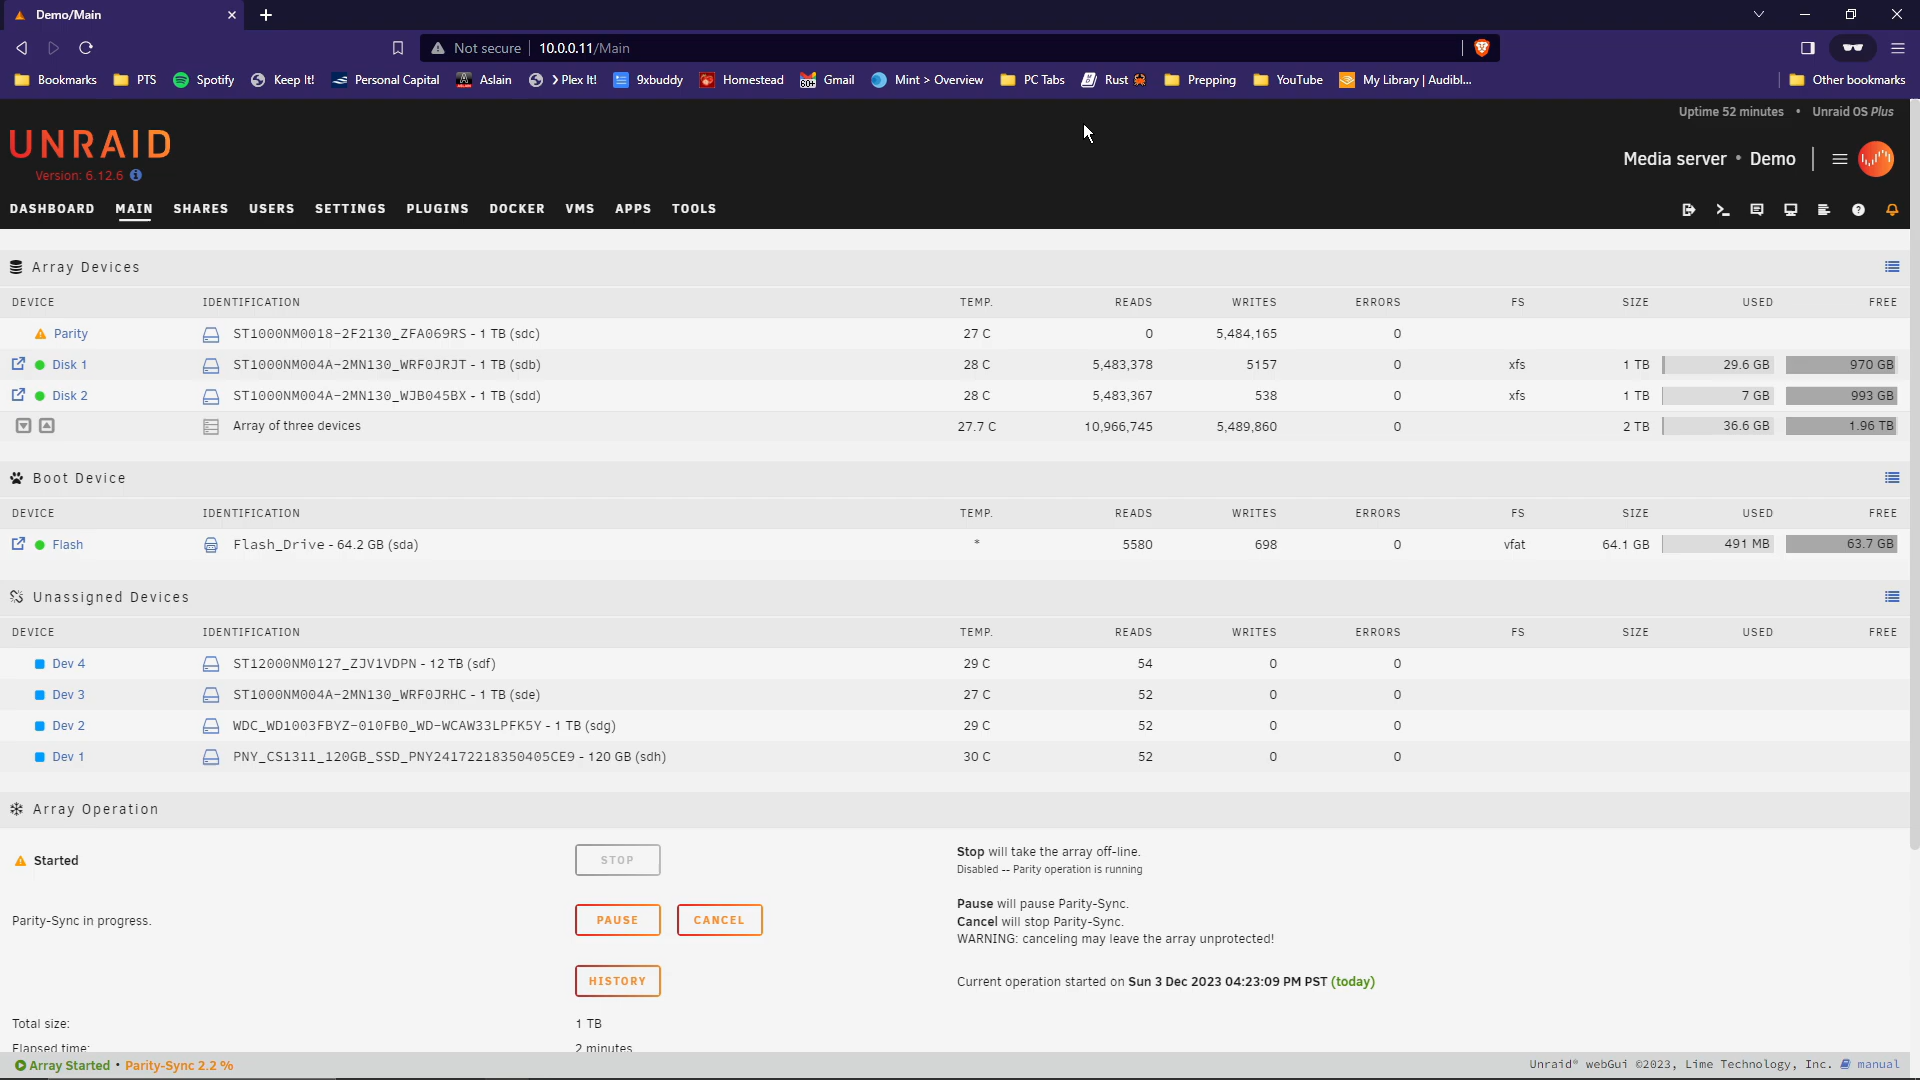 Demo/Main
Not secure 10.0.0.11/Main
Bookmarks PTS Spotify Keep It! Personal Capital Aslain > Plex It! 9xbuddy Homestead Gmail Mint > Overview PC Tabs Rust 🦀 Prepping YouTube My Library | Audibl... Other bookmarks
Uptime 52 minutes • Unraid OS Plus
UNRAID
Media server • Demo
Version: 6.12.6
DASHBOARD MAIN SHARES USERS SETTINGS PLUGINS DOCKER VMS APPS TOOLS
Array Devices
DEVICE IDENTIFICATION TEMP. READS WRITES ERRORS FS SIZE USED FREE
Parity ST1000NM0018-2F2130_ZFA069RS - 1 TB (sdc) 27 C 0 5,484,165 0
Disk 1 ST1000NM004A-2MN130_WRF0JRJT - 1 TB (sdb) 28 C 5,483,378 5157 0 xfs 1 TB 29.6 GB 970 GB
Disk 2 ST1000NM004A-2MN130_WJB045BX - 1 TB (sdd) 28 C 5,483,367 538 0 xfs 1 TB 7 GB 993 GB
Array of three devices 27.7 C 10,966,745 5,489,860 0 2 TB 36.6 GB 1.96 TB
Boot Device
DEVICE IDENTIFICATION TEMP. READS WRITES ERRORS FS SIZE USED FREE
Flash Flash_Drive - 64.2 GB (sda) * 5580 698 0 vfat 64.1 GB 491 MB 63.7 GB
Unassigned Devices
DEVICE IDENTIFICATION TEMP. READS WRITES ERRORS FS SIZE USED FREE
Dev 4 ST12000NM0127_ZJV1VDPN - 12 TB (sdf) 29 C 54 0 0
Dev 3 ST1000NM004A-2MN130_WRF0JRHC - 1 TB (sde) 27 C 52 0 0
Dev 2 WDC_WD1003FBYZ-010FB0_WD-WCAW33LPFK5Y - 1 TB (sdg) 29 C 52 0 0
Dev 1 PNY_CS1311_120GB_SSD_PNY24172218350405CE9 - 120 GB (sdh) 30 C 52 0 0
Array Operation
Started STOP Stop will take the array off-line.
Disabled -- Parity operation is running
Parity-Sync in progress. PAUSE CANCEL Pause will pause Parity-Sync.
Cancel will stop Parity-Sync.
WARNING: canceling may leave the array unprotected!
HISTORY Current operation started on Sun 3 Dec 2023 04:23:09 PM PST (today)
Total size: 1 TB
Elapsed time: 2 minutes
Array Started • Parity-Sync 2.2 % Unraid® webGui ©2023, Lime Technology, Inc. manual